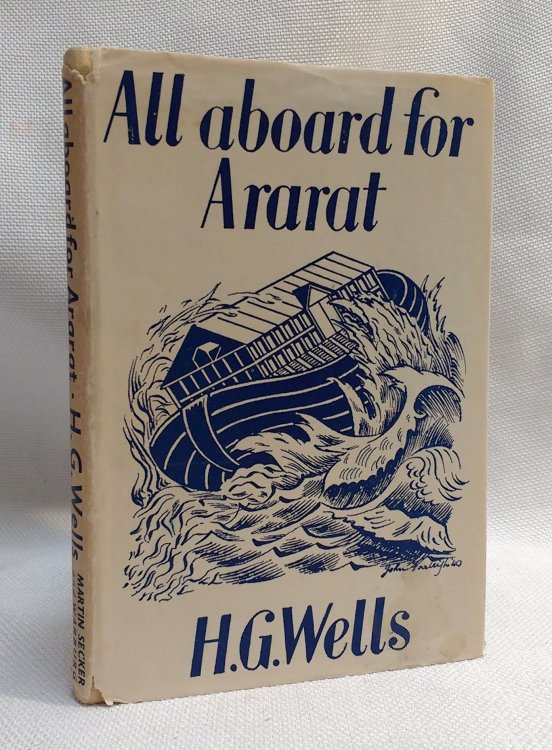 All aboard for
Ararat
H.G.Wells
All aboard for Ararat · H. G. Wells
MARTIN SECKER